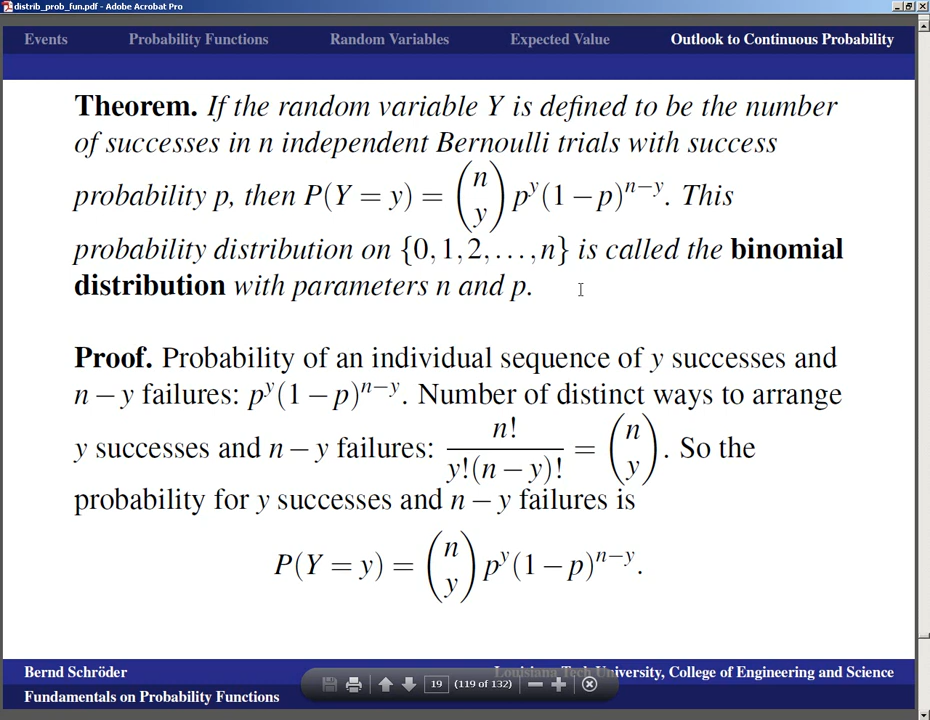 distrib_prob_fun.pdf - Adobe Acrobat Pro
Events Probability Functions Random Variables Expected Value Outlook to Continuous Probability
Theorem. If the random variable Y is defined to be the number
of successes in n independent Bernoulli trials with success
probability p, then P(Y = y) = \binom{n}{y} p^y (1 − p)^{n−y}. This
probability distribution on {0, 1, 2, . . . , n} is called the binomial
distribution with parameters n and p.
Proof. Probability of an individual sequence of y successes and
n − y failures: p^y (1 − p)^{n−y}. Number of distinct ways to arrange
y successes and n − y failures: \frac{n!}{y!(n − y)!} = \binom{n}{y}. So the
probability for y successes and n − y failures is
P(Y = y) = \binom{n}{y} p^y (1 − p)^{n−y}.
Bernd Schröder Louisiana Tech University, College of Engineering and Science
Fundamentals on Probability Functions
19 (119 of 132)